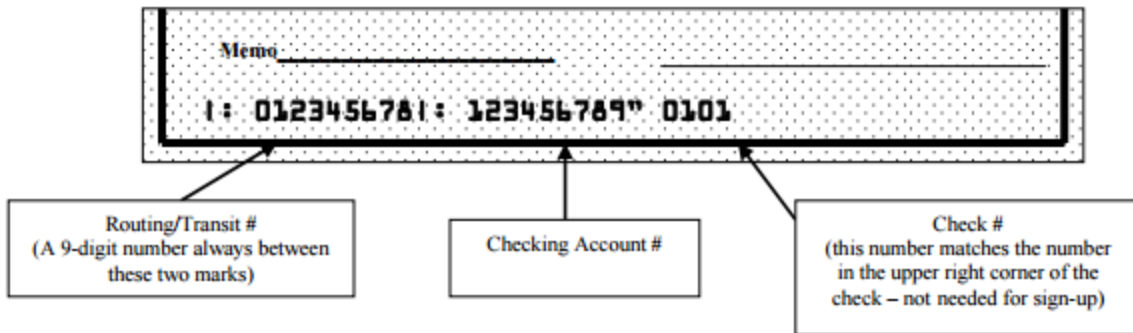 Memo
|: 012345678|: 123456789" 0101
Routing/Transit #
(A 9-digit number always between
these two marks)
Checking Account #
Check #
(this number matches the number
in the upper right corner of the
check – not needed for sign-up)